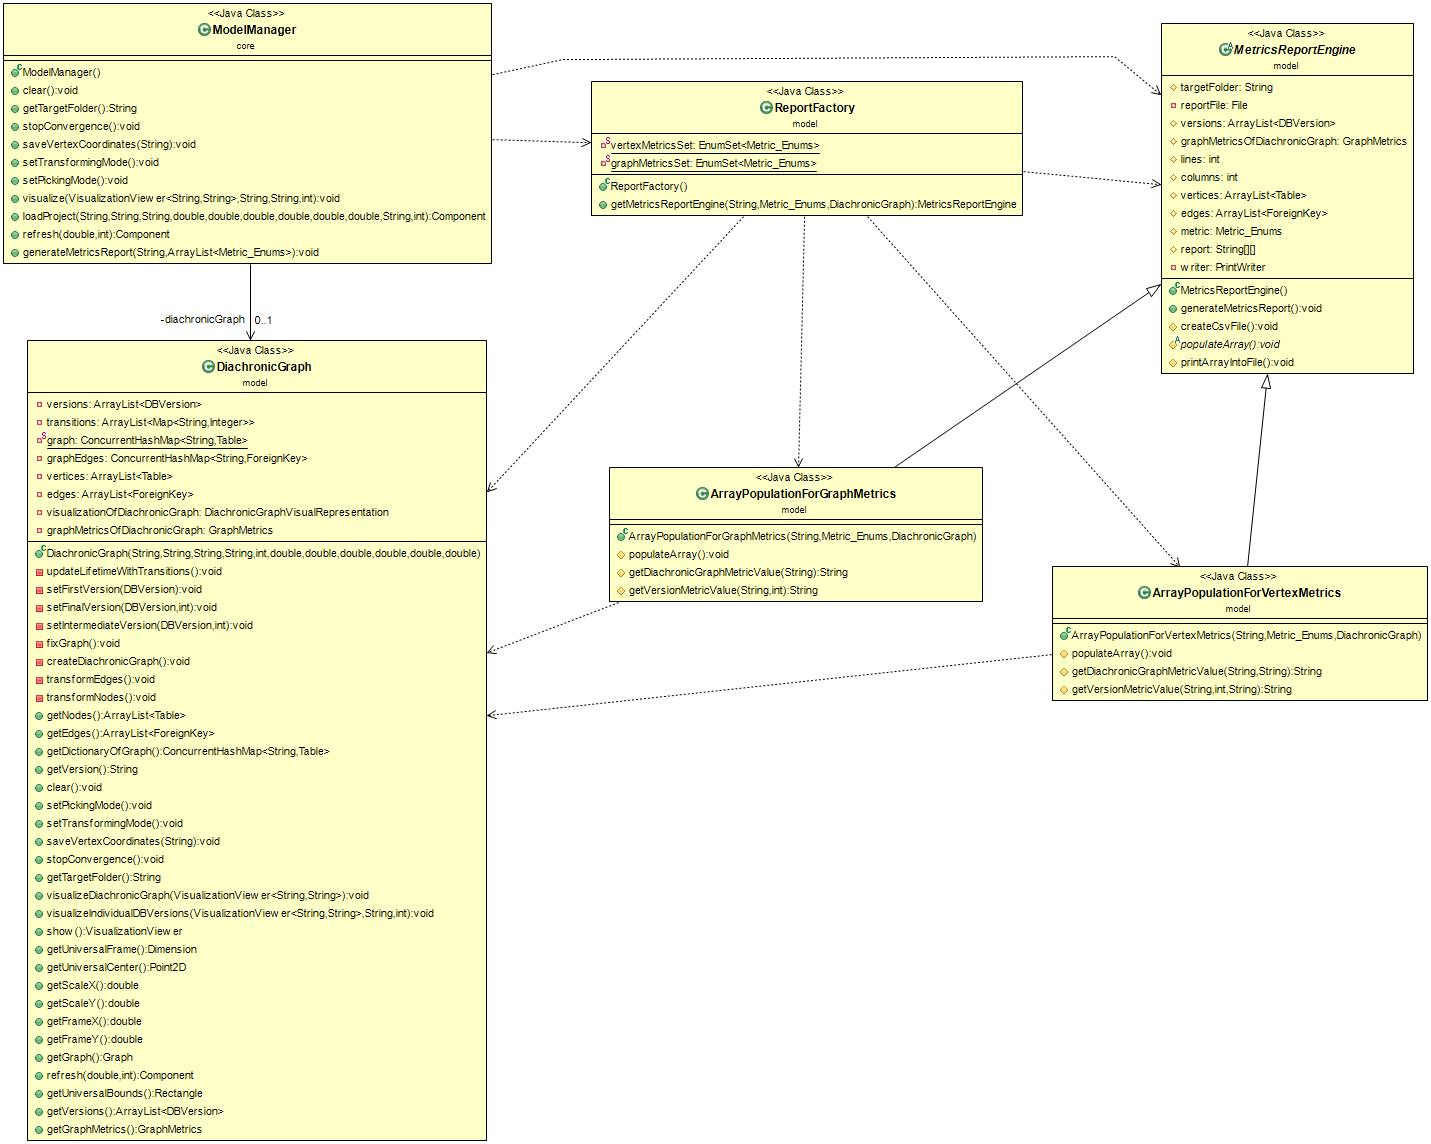 <<Java Class>>
ModelManager
core
ModelManager()
clear():void
getTargetFolder():String
stopConvergence():void
saveVertexCoordinates(String):void
setTransformingMode():void
setPickingMode():void
visualize(VisualizationViewer<String,String>,String,String,int):void
loadProject(String,String,String,double,double,double,double,double,double,String,int):Component
refresh(double,int):Component
generateMetricsReport(String,ArrayList<Metric_Enums>):void
-diachronicGraph
0..1
<<Java Class>>
DiachronicGraph
model
versions: ArrayList<DBVersion>
transitions: ArrayList<Map<String,Integer>>
graph: ConcurrentHashMap<String,Table>
graphEdges: ConcurrentHashMap<String,ForeignKey>
vertices: ArrayList<Table>
edges: ArrayList<ForeignKey>
visualizationOfDiachronicGraph: DiachronicGraphVisualRepresentation
graphMetricsOfDiachronicGraph: GraphMetrics
DiachronicGraph(String,String,String,String,int,double,double,double,double,double,double)
updateLifetimeWithTransitions():void
setFirstVersion(DBVersion):void
setFinalVersion(DBVersion,int):void
setIntermediateVersion(DBVersion,int):void
fixGraph():void
createDiachronicGraph():void
transformEdges():void
transformNodes():void
getNodes():ArrayList<Table>
getEdges():ArrayList<ForeignKey>
getDictionaryOfGraph():ConcurrentHashMap<String,Table>
getVersion():String
clear():void
setPickingMode():void
setTransformingMode():void
saveVertexCoordinates(String):void
stopConvergence():void
getTargetFolder():String
visualizeDiachronicGraph(VisualizationViewer<String,String>):void
visualizeIndividualDBVersions(VisualizationViewer<String,String>,String,int):void
show():VisualizationViewer
getUniversalFrame():Dimension
getUniversalCenter():Point2D
getScaleX():double
getScaleY():double
getFrameX():double
getFrameY():double
getGraph():Graph
refresh(double,int):Component
getUniversalBounds():Rectangle
getVersions():ArrayList<DBVersion>
getGraphMetrics():GraphMetrics
<<Java Class>>
ReportFactory
model
vertexMetricsSet: EnumSet<Metric_Enums>
graphMetricsSet: EnumSet<Metric_Enums>
ReportFactory()
getMetricsReportEngine(String,Metric_Enums,DiachronicGraph):MetricsReportEngine
<<Java Class>>
MetricsReportEngine
model
targetFolder: String
reportFile: File
versions: ArrayList<DBVersion>
graphMetricsOfDiachronicGraph: GraphMetrics
lines: int
columns: int
vertices: ArrayList<Table>
edges: ArrayList<ForeignKey>
metric: Metric_Enums
report: String[][]
writer: PrintWriter
MetricsReportEngine()
generateMetricsReport():void
createCsvFile():void
populateArray():void
printArrayIntoFile():void
<<Java Class>>
ArrayPopulationForGraphMetrics
model
ArrayPopulationForGraphMetrics(String,Metric_Enums,DiachronicGraph)
populateArray():void
getDiachronicGraphMetricValue(String):String
getVersionMetricValue(String,int):String
<<Java Class>>
ArrayPopulationForVertexMetrics
model
ArrayPopulationForVertexMetrics(String,Metric_Enums,DiachronicGraph)
populateArray():void
getDiachronicGraphMetricValue(String,String):String
getVersionMetricValue(String,int,String):String